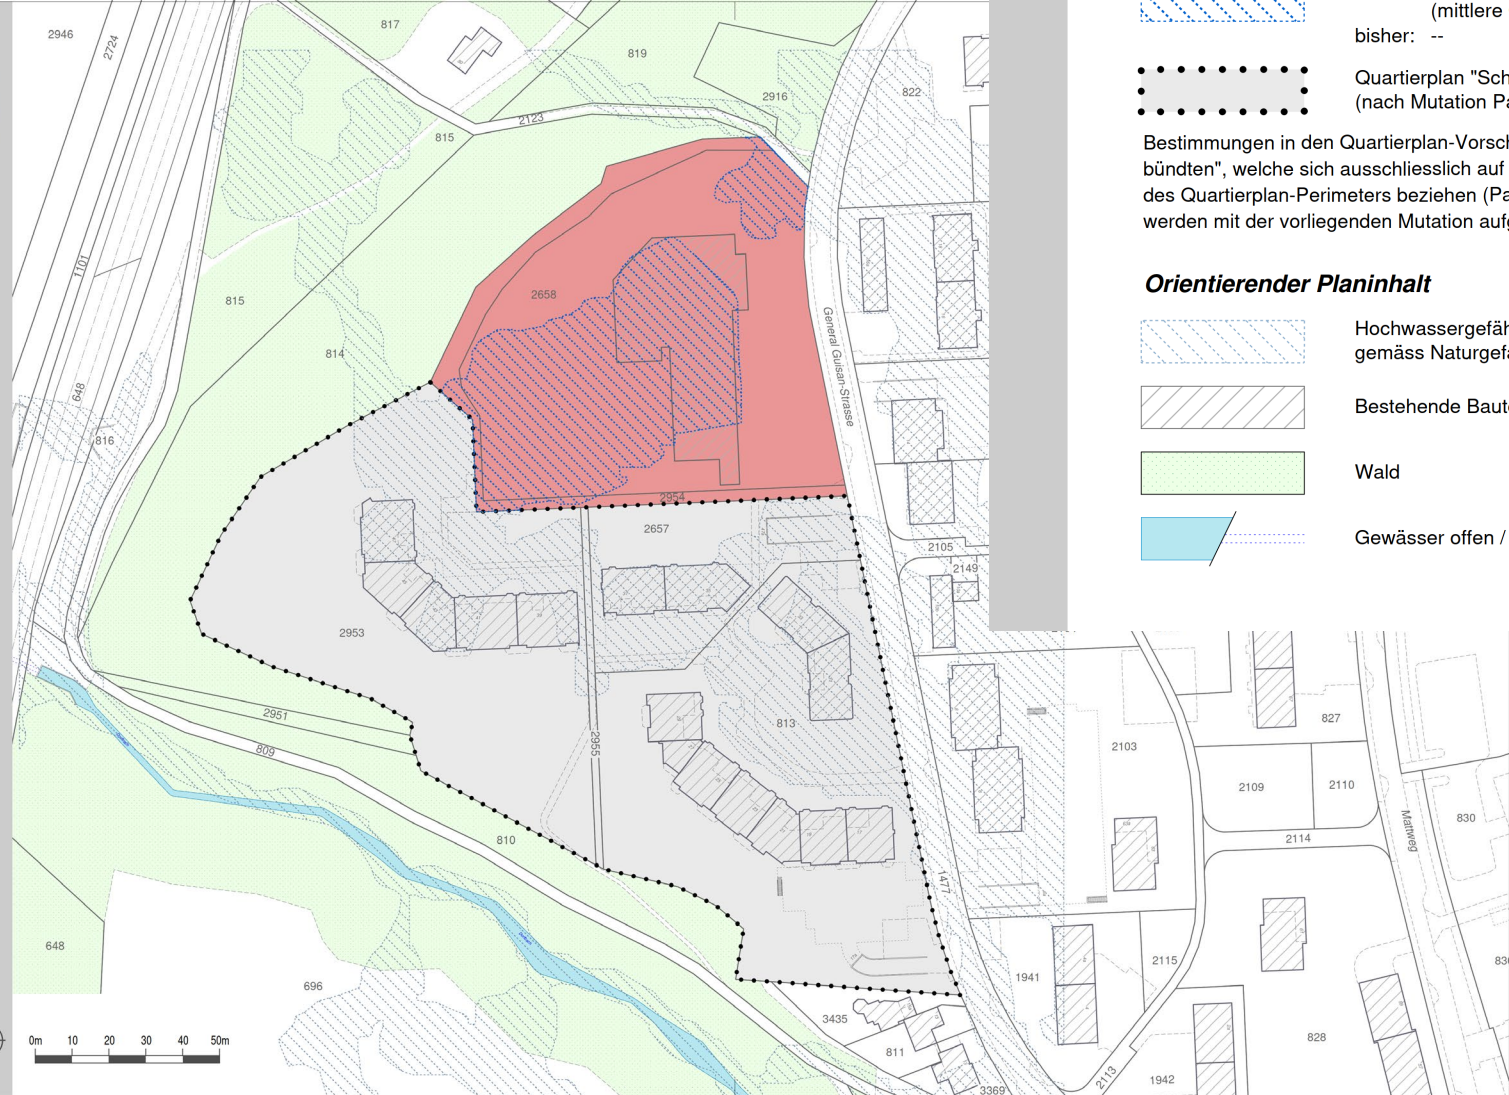 (mittlere
bisher: --
Quartierplan "Sch
(nach Mutation Pa
Bestimmungen in den Quartierplan-Vorsch
bündten", welche sich ausschliesslich auf
des Quartierplan-Perimeters beziehen (Pa
werden mit der vorliegenden Mutation aufg
Orientierender Planinhalt
Hochwassergefäh
gemäss Naturgefa
Bestehende Baute
Wald
Gewässer offen /
2946
2724
817
819
2916
822
2123
815
1101
815
2658
814
648
816
General Guisan-Strasse
2954
2657
2105
2149
2953
2951
809
2955
813
2103
827
2109
2110
2114
830
Mattweg
810
1477
648
696
1941
2115
830
3435
811
828
2113
1942
3369
0m 10 20 30 40 50m